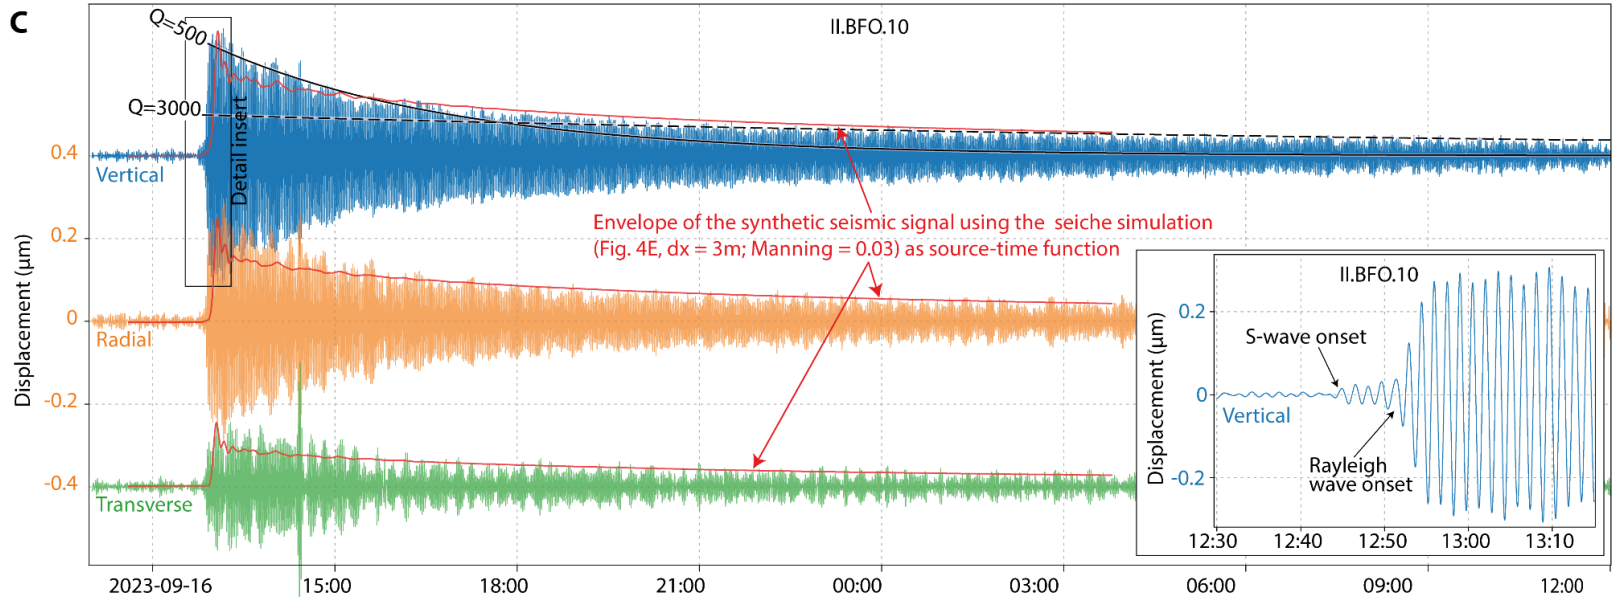 C
II.BFO.10
Q=500
Q=3000
Detail insert
0.4
Vertical
Envelope of the synthetic seismic signal using the seiche simulation
(Fig. 4E, dx = 3m; Manning = 0.03) as source-time function
0.2
Displacement (μm)
0
Radial
-0.2
-0.4
Transverse
II.BFO.10
0.2
S-wave onset
Displacement (μm)
0
Vertical
Rayleigh
wave onset
-0.2
12:30 12:40 12:50 13:00 13:10
2023-09-16 15:00 18:00 21:00 00:00 03:00 06:00 09:00 12:00